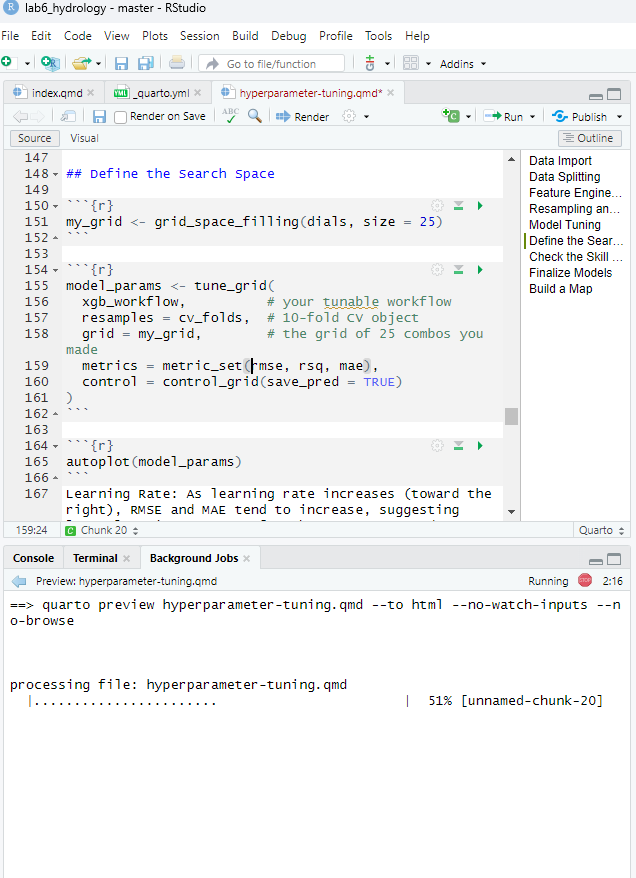 lab6_hydrology - master - RStudio
File Edit Code View Plots Session Build Debug Profile Tools Help
Go to file/function Addins
index.qmd _quarto.yml hyperparameter-tuning.qmd*
Render on Save ABC Render Run Publish
Source Visual Outline
147
148 ## Define the Search Space
149
150 ```{r}
151 my_grid <- grid_space_filling(dials, size = 25)
152 ```
153
154 ```{r}
155 model_params <- tune_grid(
156 xgb_workflow, # your tunable workflow
157 resamples = cv_folds, # 10-fold CV object
158 grid = my_grid, # the grid of 25 combos you
made
159 metrics = metric_set(rmse, rsq, mae),
160 control = control_grid(save_pred = TRUE)
161 )
162 ```
163
164 ```{r}
165 autoplot(model_params)
166 ```
167 Learning Rate: As learning rate increases (toward the
right), RMSE and MAE tend to increase, suggesting
Data Import
Data Splitting
Feature Engine...
Resampling an...
Model Tuning
Define the Sear...
Check the Skill ...
Finalize Models
Build a Map
159:24 C Chunk 20 Quarto
Console Terminal Background Jobs
Preview: hyperparameter-tuning.qmd Running STOP 2:16
==> quarto preview hyperparameter-tuning.qmd --to html --no-watch-inputs --n
o-browse
processing file: hyperparameter-tuning.qmd
|....................... | 51% [unnamed-chunk-20]